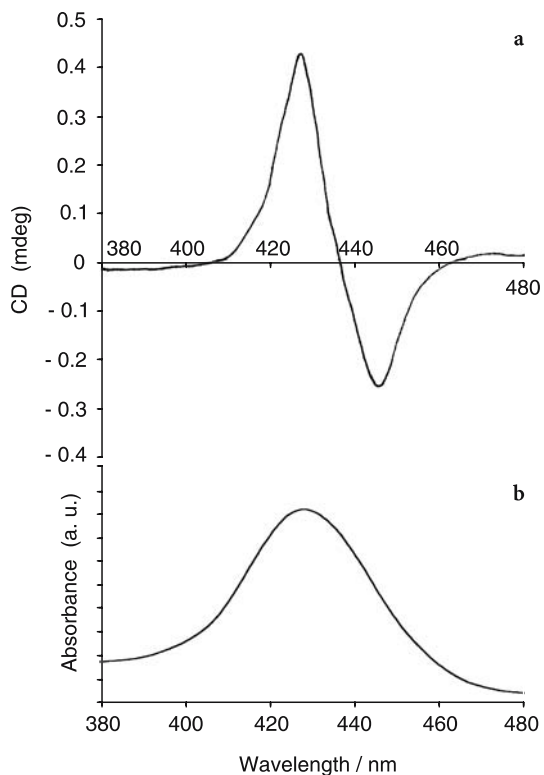 a
0.5
0.4
0.3
0.2
0.1
0
- 0.1
- 0.2
- 0.3
- 0.4
CD (mdeg)
380 400 420 440 460
480
b
Absorbance (a. u.)
380 400 420 440 460 480
Wavelength / nm